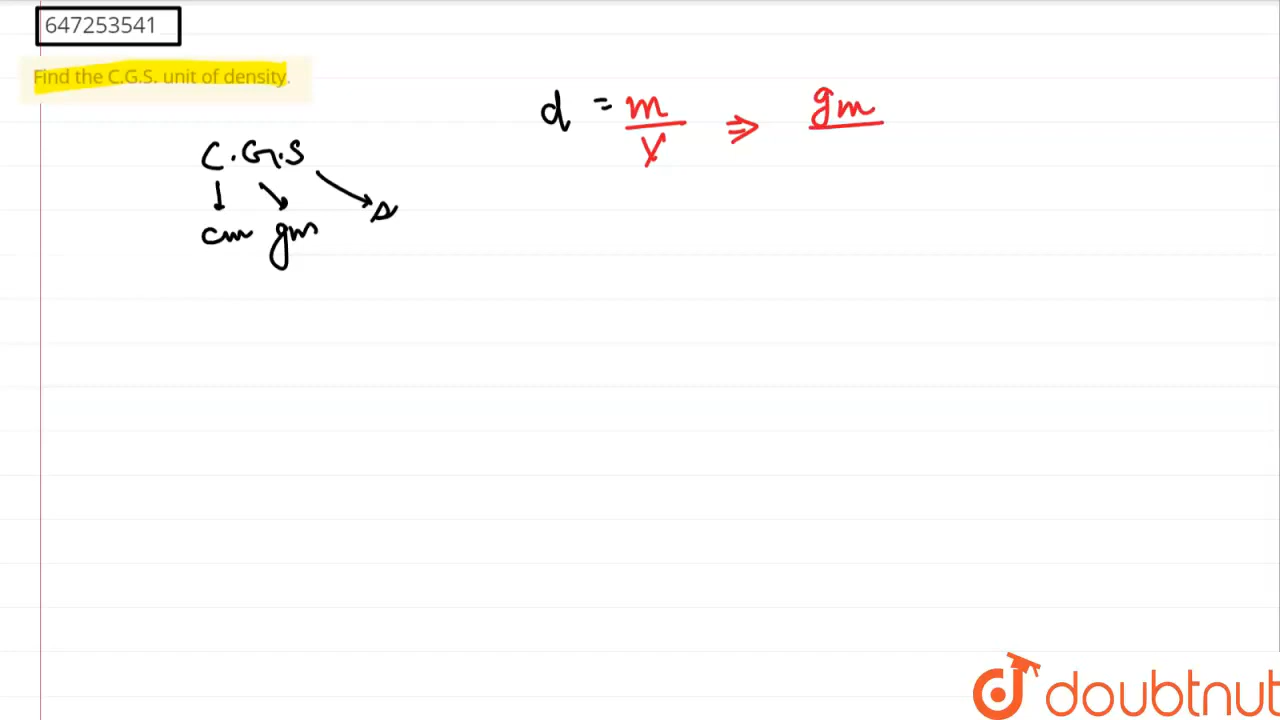 647253541
Find the C.G.S. unit of density.
d = m/V ⇒ gm/
C.G.S
cm gm s
doubtnut